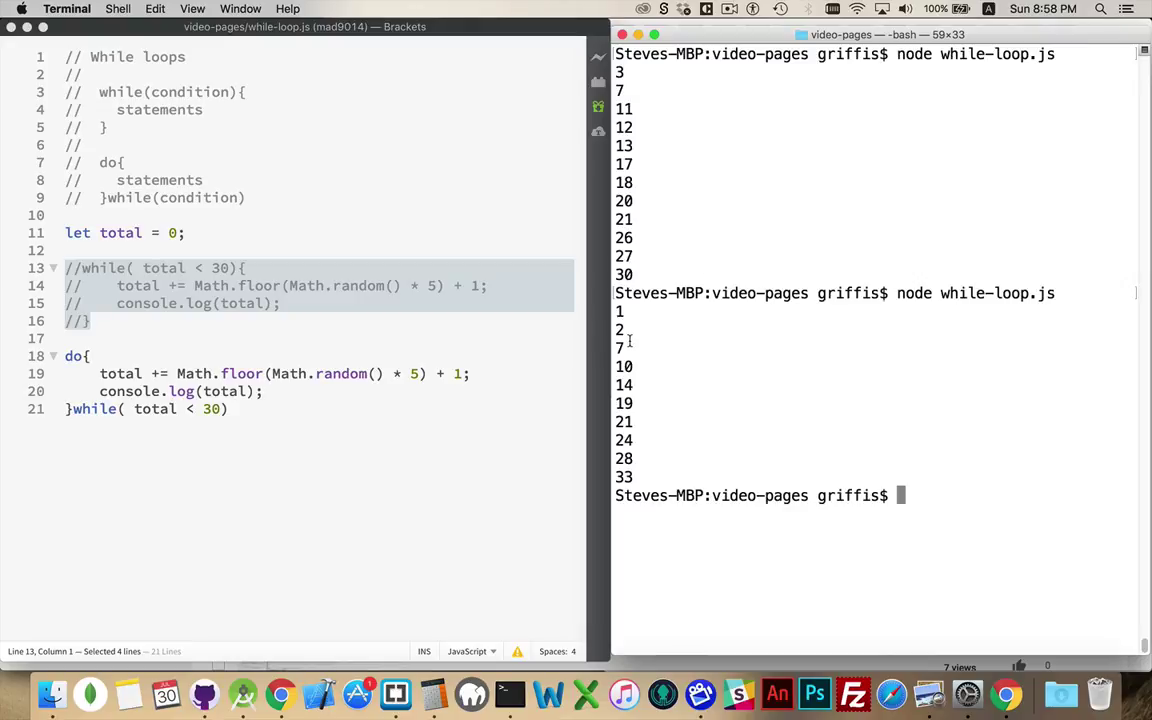 Terminal Shell Edit View Window Help 100% A Sun 8:58 PM
video-pages/while-loop.js (mad9014) — Brackets
1 // While loops
2 //
3 // while(condition){
4 // statements
5 // }
6 //
7 // do{
8 // statements
9 // }while(condition)
10
11 let total = 0;
12
13 //while( total < 30){
14 // total += Math.floor(Math.random() * 5) + 1;
15 // console.log(total);
16 //}
17
18 do{
19 total += Math.floor(Math.random() * 5) + 1;
20 console.log(total);
21 }while( total < 30)
Line 13, Column 1 — Selected 4 lines — 21 Lines INS JavaScript Spaces: 4
video-pages — -bash — 59×33
Steves-MBP:video-pages griffis$ node while-loop.js
3
7
11
12
13
17
18
20
21
26
27
30
Steves-MBP:video-pages griffis$ node while-loop.js
1
2
7
10
14
19
21
24
28
33
Steves-MBP:video-pages griffis$
7 views 0
JUL
30
1
An
Ps
Fz